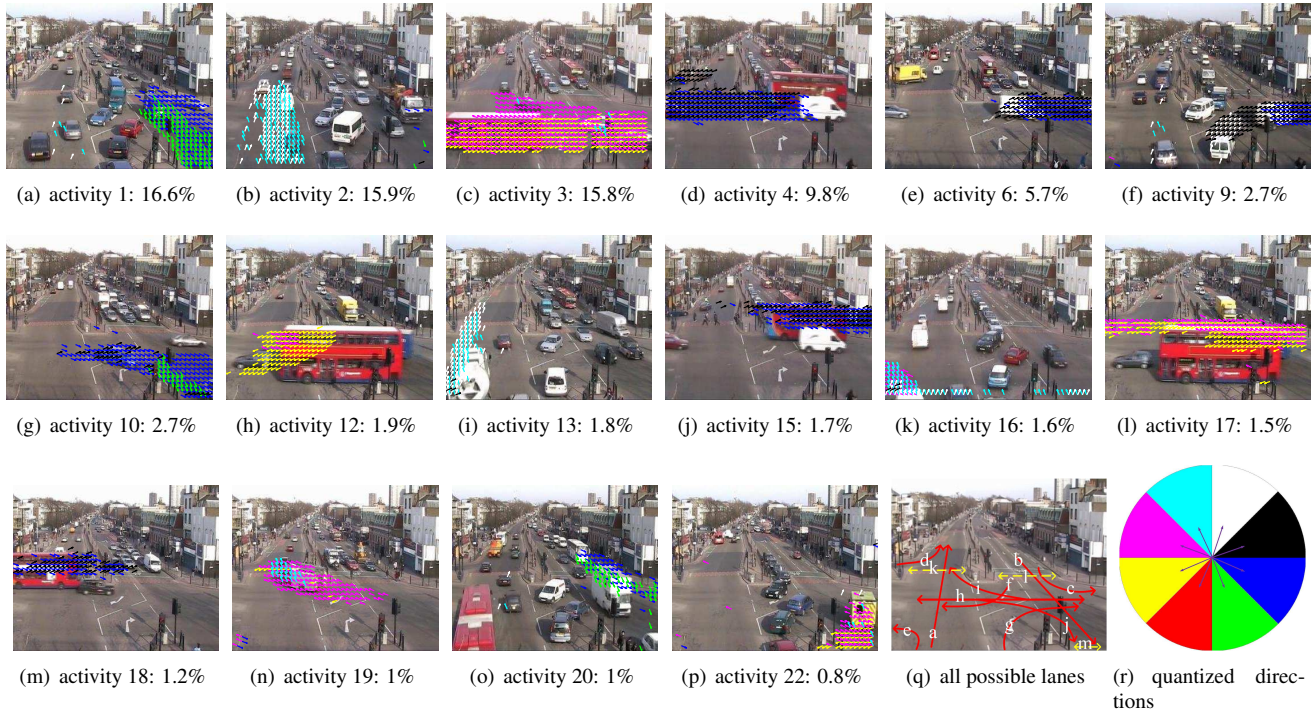 (a) activity 1: 16.6%
(b) activity 2: 15.9%
(c) activity 3: 15.8%
(d) activity 4: 9.8%
(e) activity 6: 5.7%
(f) activity 9: 2.7%
(g) activity 10: 2.7%
(h) activity 12: 1.9%
(i) activity 13: 1.8%
(j) activity 15: 1.7%
(k) activity 16: 1.6%
(l) activity 17: 1.5%
d
k
b
f
l
i
h
c
e
a
g
j
m
(m) activity 18: 1.2%
(n) activity 19: 1%
(o) activity 20: 1%
(p) activity 22: 0.8%
(q) all possible lanes
(r) quantized direc-
tions